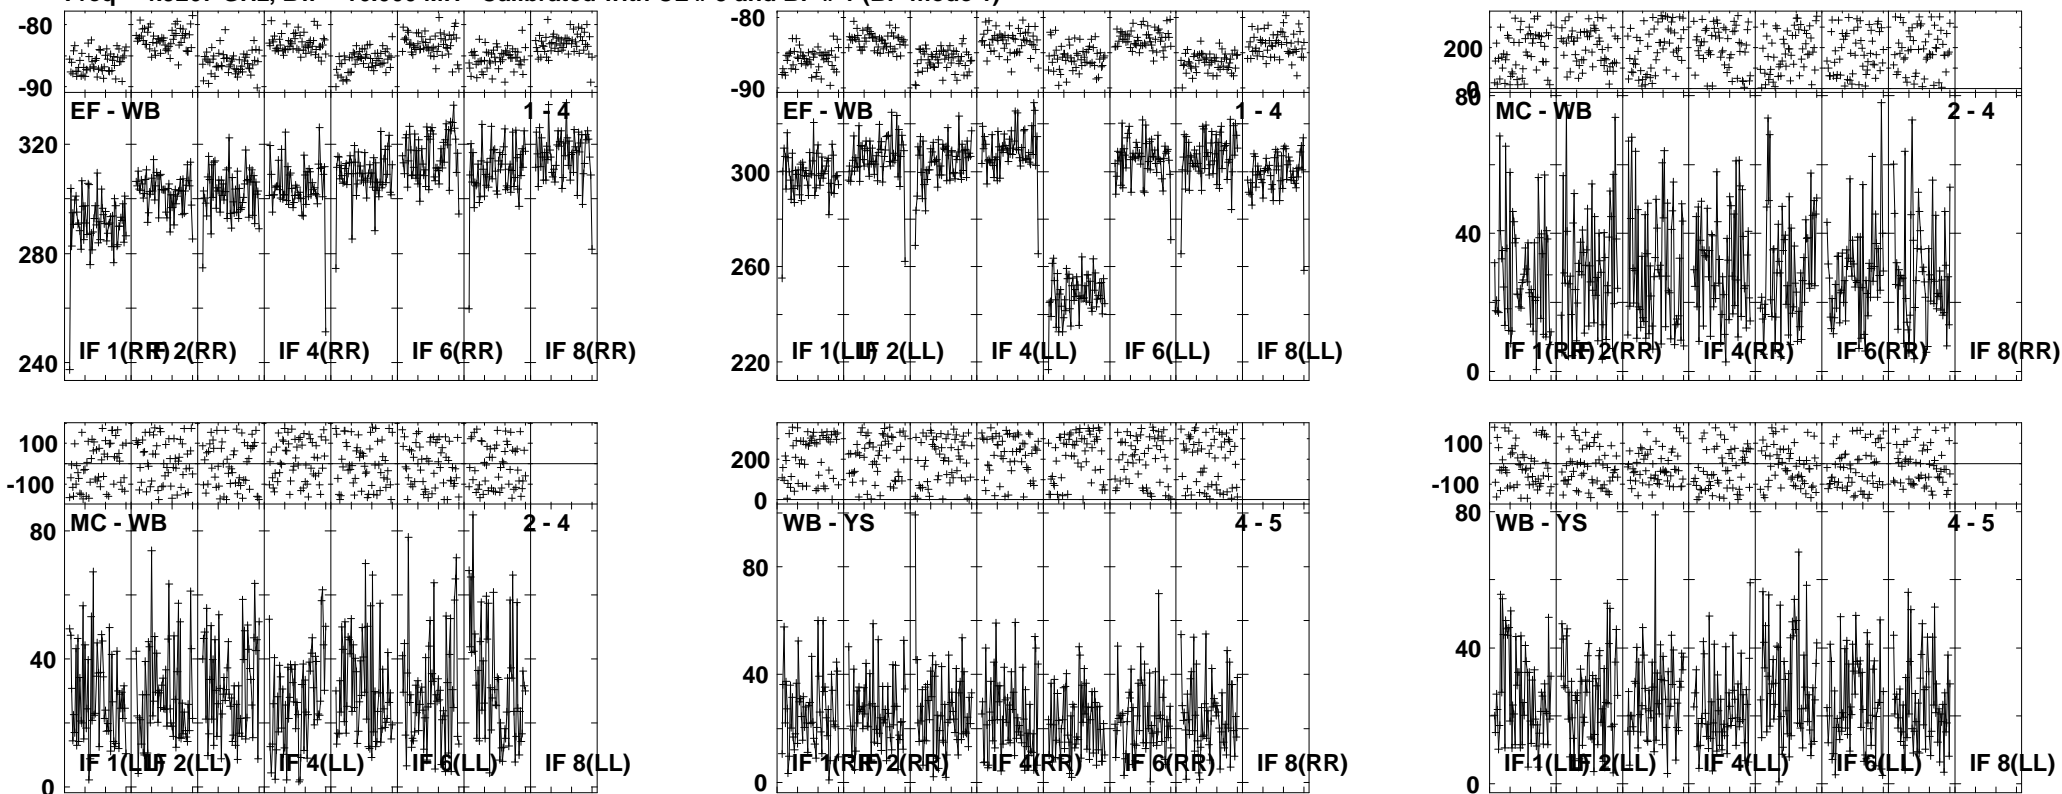 -80
-90
EF - WB 1 - 4
320
280
240
IF 1(RR) IF 2(RR) IF 4(RR) IF 6(RR) IF 8(RR)
-80
-90
EF - WB 1 - 4
300
260
220
IF 1(LL) IF 2(LL) IF 4(LL) IF 6(LL) IF 8(LL)
200
0
80
MC - WB 2 - 4
40
0
IF 1(RR) IF 2(RR) IF 4(RR) IF 6(RR) IF 8(RR)
100
-100
MC - WB 2 - 4
80
40
0
IF 1(LL) IF 2(LL) IF 4(LL) IF 6(LL) IF 8(LL)
200
0
WB - YS 4 - 5
80
40
0
IF 1(RR) IF 2(RR) IF 4(RR) IF 6(RR) IF 8(RR)
100
-100
80
WB - YS 4 - 5
40
0
IF 1(LL) IF 2(LL) IF 4(LL) IF 6(LL) IF 8(LL)